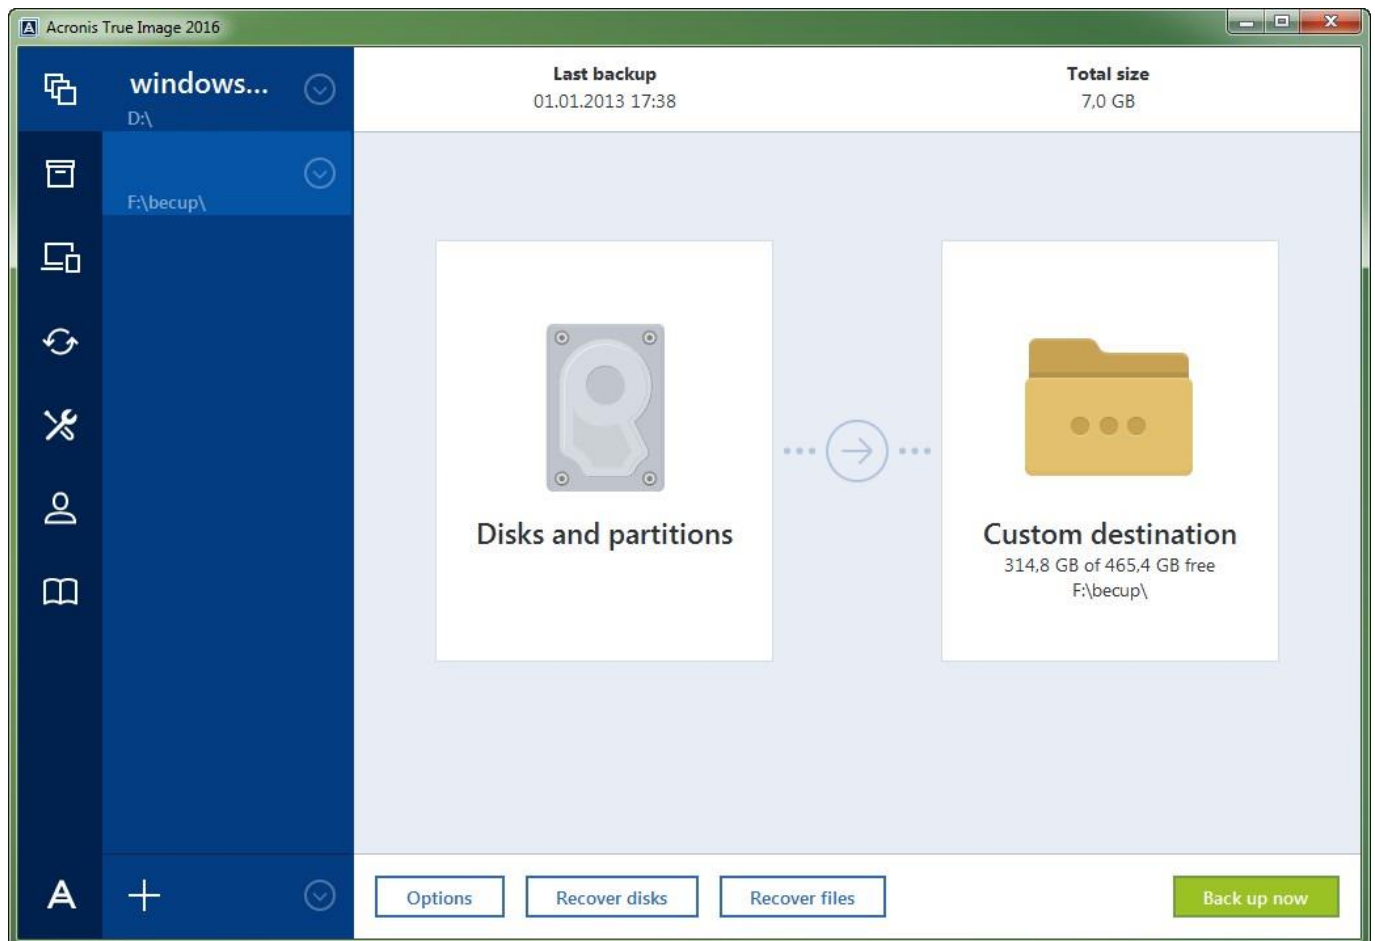 Acronis True Image 2016
windows...
D:\
F:\becup\
Last backup
01.01.2013 17:38
Total size
7,0 GB
Disks and partitions
Custom destination
314,8 GB of 465,4 GB free
F:\becup\
Options
Recover disks
Recover files
Back up now